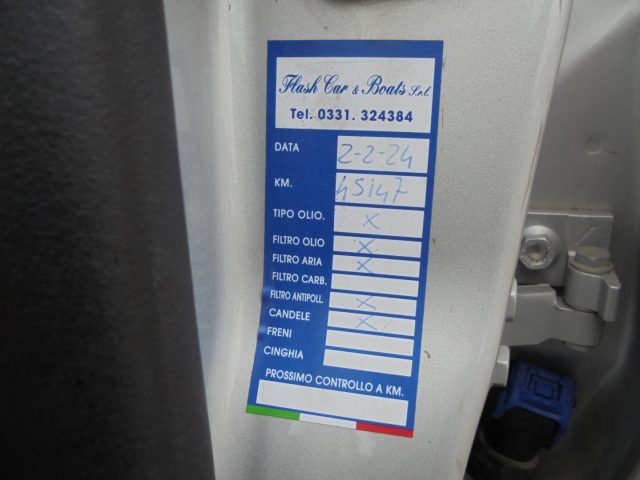 Flash Car & Boats S.r.l.
Tel. 0331. 324384
DATA 2-2-24
KM. 45147
TIPO OLIO. X
FILTRO OLIO X
FILTRO ARIA X
FILTRO CARB.
FILTRO ANTIPOLL. X
CANDELE X
FRENI
CINGHIA
PROSSIMO CONTROLLO A KM.